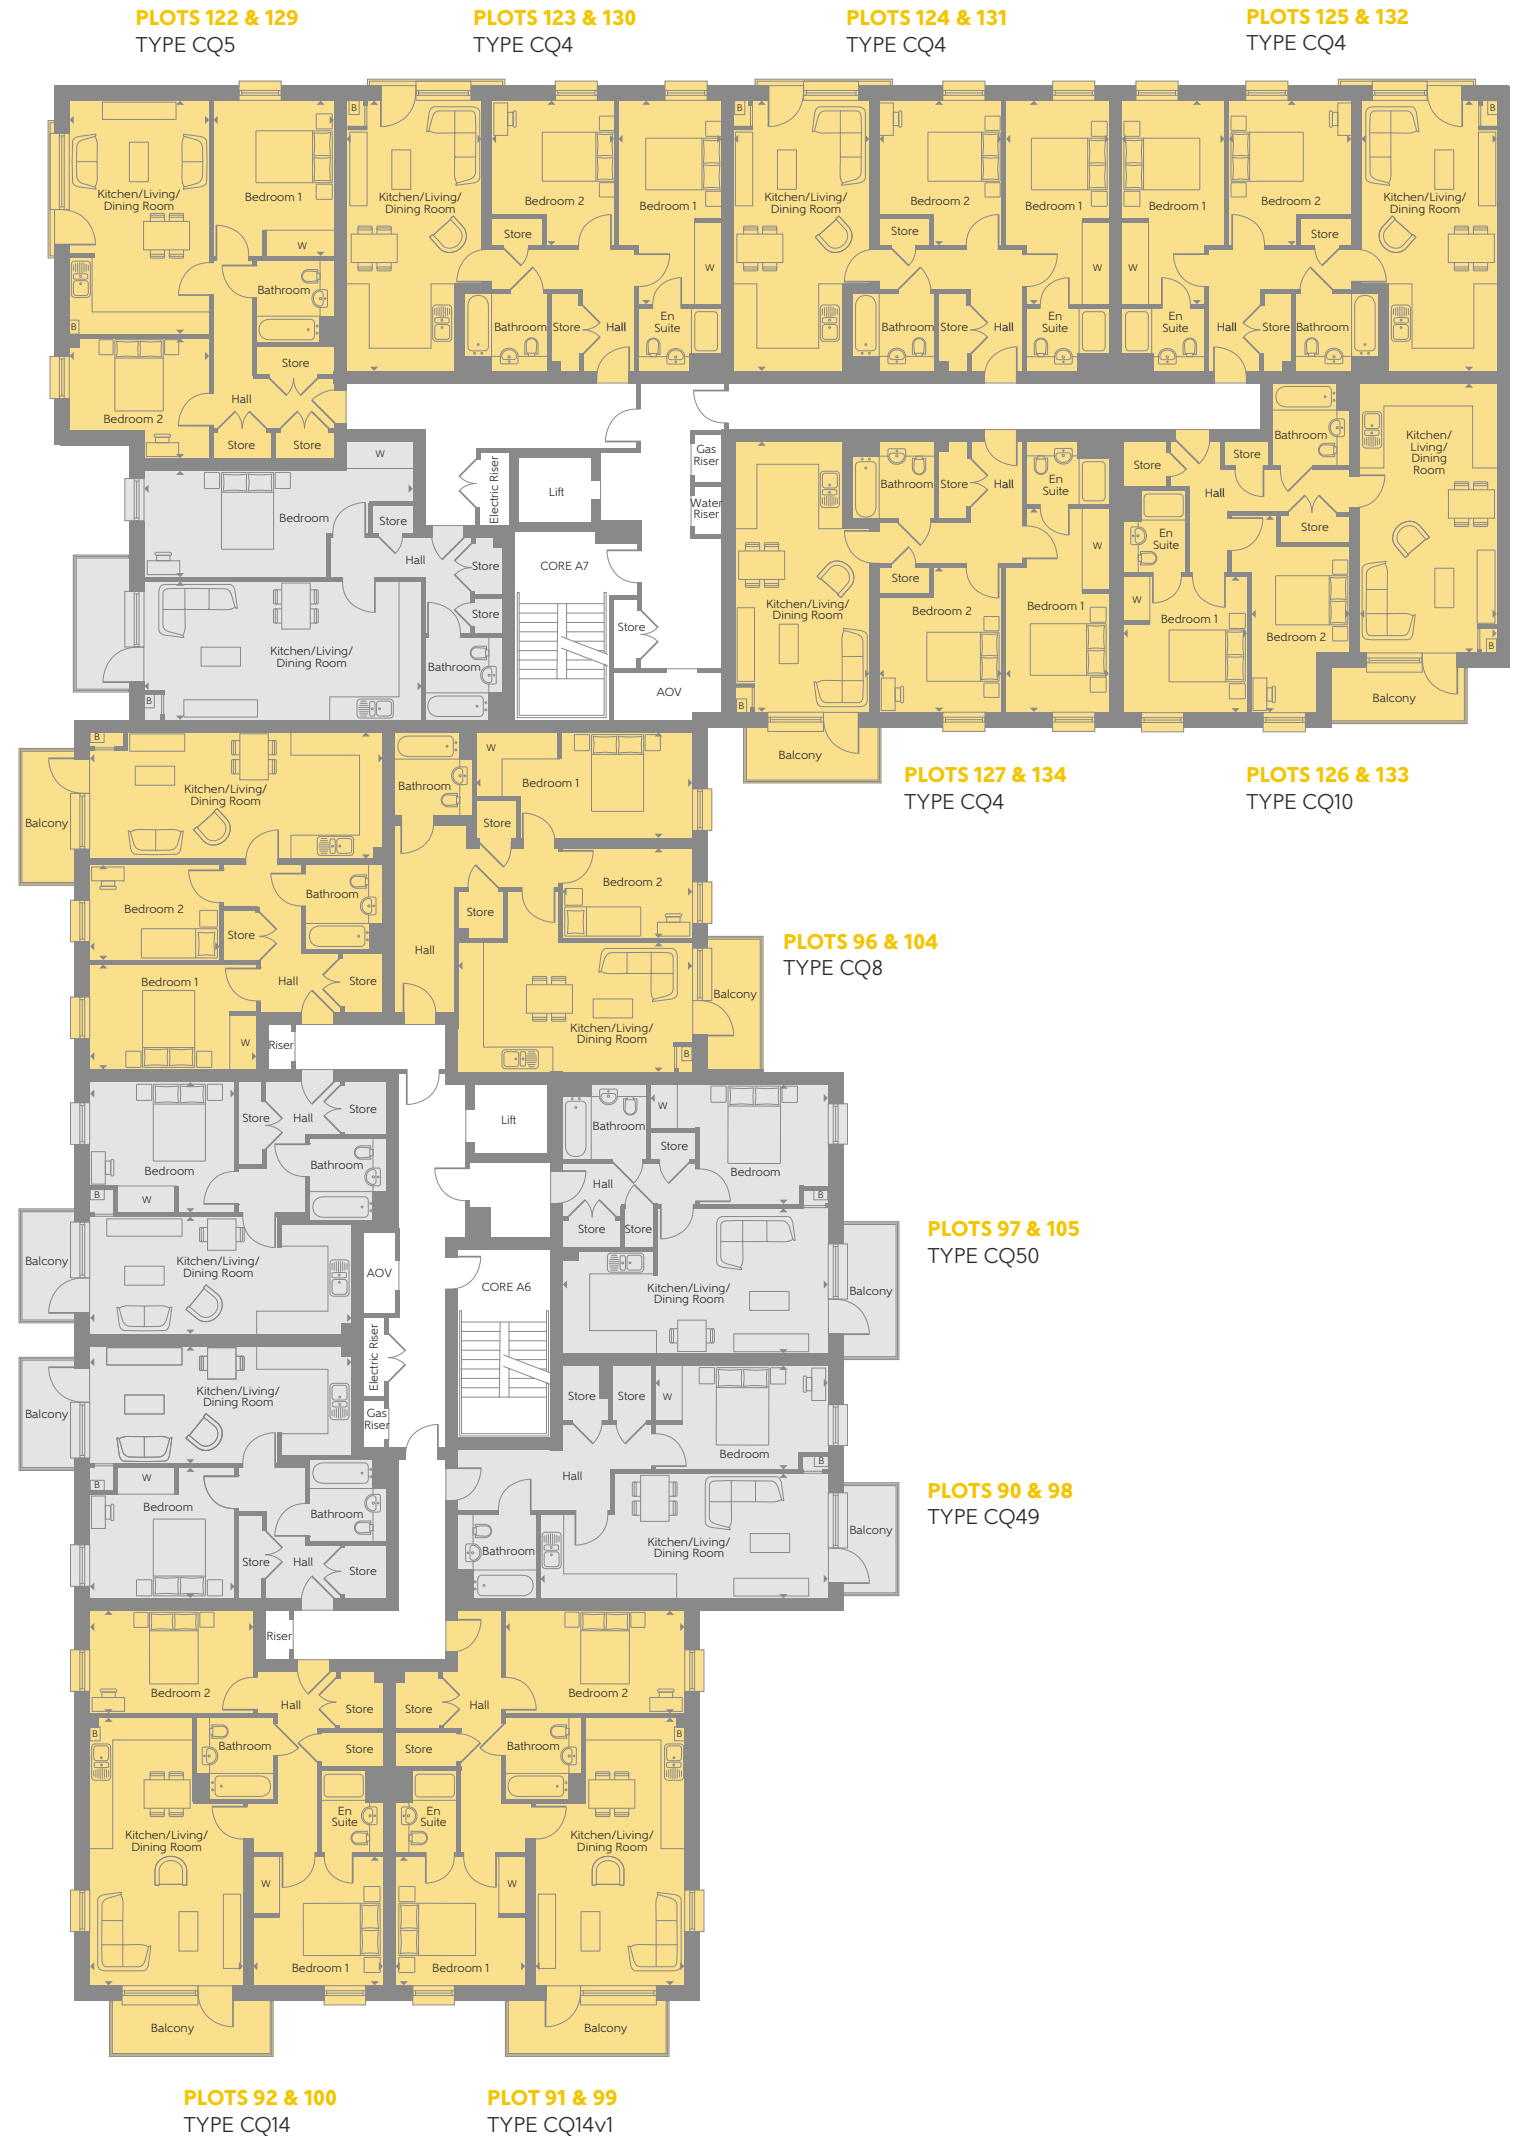 PLOTS 122 & 129
TYPE CQ5
PLOTS 123 & 130
TYPE CQ4
PLOTS 124 & 131
TYPE CQ4
PLOTS 125 & 132
TYPE CQ4
Kitchen/Living/
Dining Room
B
Bedroom 1
W
Bathroom
Bedroom 2
Hall
Store
Store
Store
B
Kitchen/Living/
Dining Room
Bedroom 2
Bedroom 1
Store
W
Bathroom
Store
Hall
En
Suite
B
Kitchen/Living/
Dining Room
Bedroom 2
Bedroom 1
Store
W
Bathroom
Store
Hall
En
Suite
Bedroom 1
Bedroom 2
B
Kitchen/Living/
Dining Room
W
Store
En
Suite
Hall
Store
Bathroom
W
Bedroom
Store
Hall
Store
Store
Kitchen/Living/
Dining Room
B
Bathroom
Electric Riser
Lift
Gas
Riser
Water
Riser
CORE A7
Store
AOV
Bathroom
Store
Hall
En
Suite
W
Store
Kitchen/Living/
Dining Room
Bedroom 2
Bedroom 1
B
Balcony
Store
Store
Bathroom
Hall
Kitchen/
Living/
Dining
Room
En
Suite
Store
W
Bedroom 1
Bedroom 2
B
Balcony
PLOTS 127 & 134
TYPE CQ4
PLOTS 126 & 133
TYPE CQ10
B
Kitchen/Living/
Dining Room
Balcony
Bedroom 2
Bathroom
Store
Bedroom 1
Hall
Store
W
Bathroom
W
Bedroom 1
Store
Bedroom 2
Store
Hall
Kitchen/Living/
Dining Room
B
Balcony
PLOTS 96 & 104
TYPE CQ8
Riser
Store
Hall
Store
Bedroom
Bathroom
B
W
Kitchen/Living/
Dining Room
Balcony
Lift
AOV
CORE A6
Electric Riser
Gas
Riser
Bathroom
W
Store
Bedroom
Hall
B
Store
Store
Kitchen/Living/
Dining Room
Balcony
PLOTS 97 & 105
TYPE CQ50
Kitchen/Living/
Dining Room
Balcony
B
W
Bedroom
Bathroom
Store
Hall
Store
Store
Store
W
Bedroom
B
Hall
Bathroom
Kitchen/Living/
Dining Room
Balcony
PLOTS 90 & 98
TYPE CQ49
Riser
Bedroom 2
Hall
Store
Store
B
Bathroom
En
Suite
Kitchen/Living/
Dining Room
W
Bedroom 1
Balcony
Store
Hall
Bedroom 2
Store
Bathroom
B
En
Suite
Kitchen/Living/
Dining Room
W
Bedroom 1
Balcony
PLOTS 92 & 100
TYPE CQ14
PLOT 91 & 99
TYPE CQ14v1